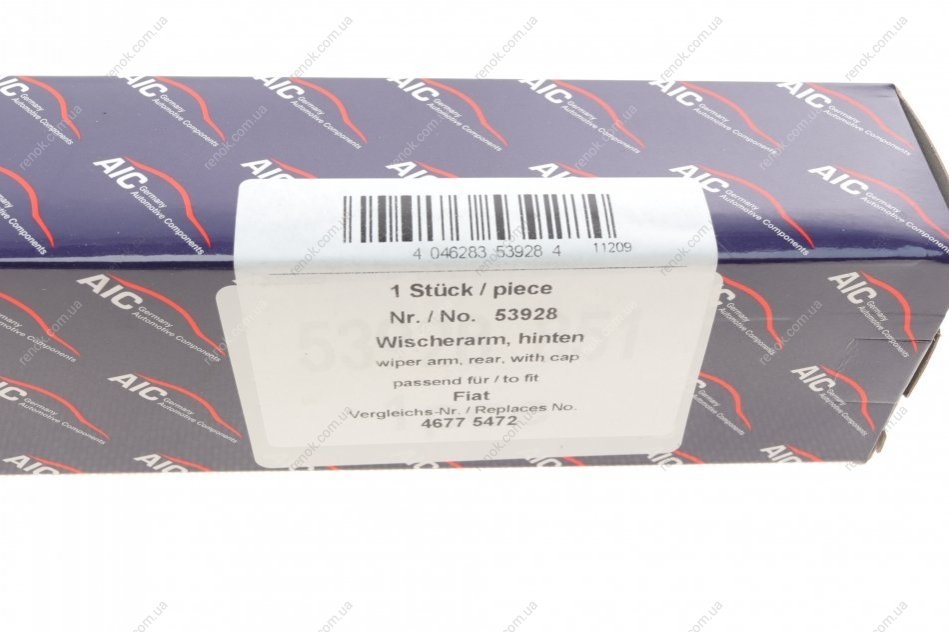 AIC Germany
Automotive Components
4 046283 53928 4
11209
1 Stück / piece
Nr. / No. 53928
Wischerarm, hinten
wiper arm, rear, with cap
passend für / to fit
Fiat
Vergleichs-Nr. / Replaces No.
4677 5472
renok.com.ua